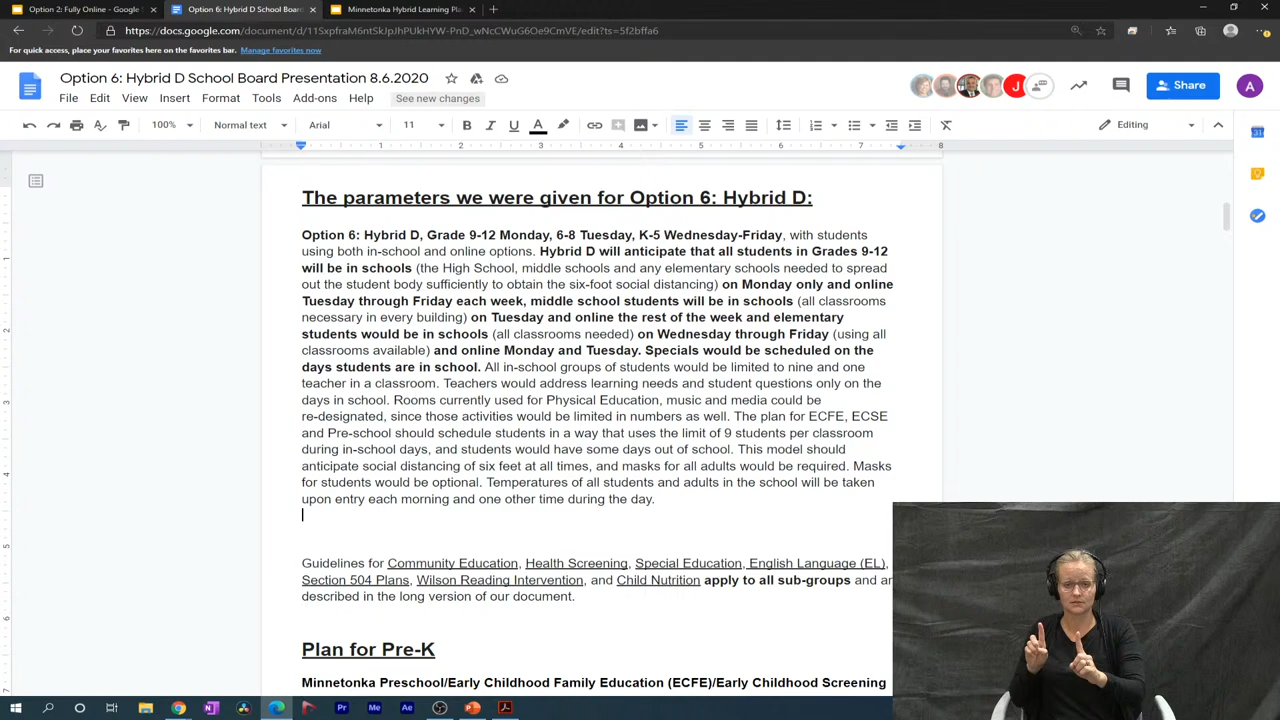 Option 2: Fully Online - Google
Option 6: Hybrid D School Boar
Minnetonka Hybrid Learning Pla
https://docs.google.com/document/d/11SxpfraM6ntSkJpJhPUkHYW-PnD_wNcCWuG6Oe9CmVE/edit?ts=5f2bffa6
For quick access, place your favorites here on the favorites bar. Manage favorites now
Option 6: Hybrid D School Board Presentation 8.6.2020
J
Share
A
File Edit View Insert Format Tools Add-ons Help See new changes
100% Normal text Arial 11 B I U A Editing
1 2 3 4 5 6 7 8
The parameters we were given for Option 6: Hybrid D:
Option 6: Hybrid D, Grade 9-12 Monday, 6-8 Tuesday, K-5 Wednesday-Friday, with students
using both in-school and online options. Hybrid D will anticipate that all students in Grades 9-12
will be in schools (the High School, middle schools and any elementary schools needed to spread
out the student body sufficiently to obtain the six-foot social distancing) on Monday only and online
Tuesday through Friday each week, middle school students will be in schools (all classrooms
necessary in every building) on Tuesday and online the rest of the week and elementary
students would be in schools (all classrooms needed) on Wednesday through Friday (using all
classrooms available) and online Monday and Tuesday. Specials would be scheduled on the
days students are in school. All in-school groups of students would be limited to nine and one
teacher in a classroom. Teachers would address learning needs and student questions only on the
days in school. Rooms currently used for Physical Education, music and media could be
re-designated, since those activities would be limited in numbers as well. The plan for ECFE, ECSE
and Pre-school should schedule students in a way that uses the limit of 9 students per classroom
during in-school days, and students would have some days out of school. This model should
anticipate social distancing of six feet at all times, and masks for all adults would be required. Masks
for students would be optional. Temperatures of all students and adults in the school will be taken
upon entry each morning and one other time during the day.
Guidelines for Community Education, Health Screening, Special Education, English Language (EL),
Section 504 Plans, Wilson Reading Intervention, and Child Nutrition apply to all sub-groups and ar
described in the long version of our document.
Plan for Pre-K
Minnetonka Preschool/Early Childhood Family Education (ECFE)/Early Childhood Screening
1
2
3
4
5
6
7
Pr Me Ae